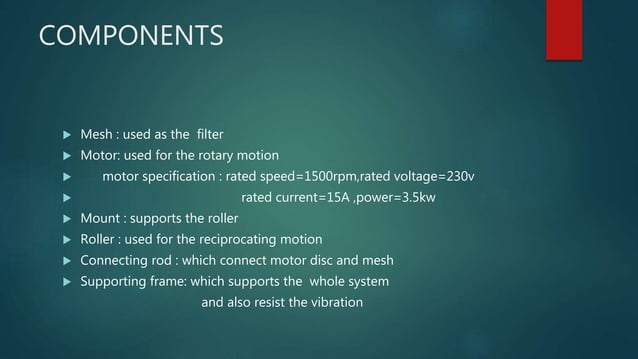 COMPONENTS
Mesh : used as the filter
Motor: used for the rotary motion
motor specification : rated speed=1500rpm,rated voltage=230v
rated current=15A ,power=3.5kw
Mount : supports the roller
Roller : used for the reciprocating motion
Connecting rod : which connect motor disc and mesh
Supporting frame: which supports the whole system
and also resist the vibration